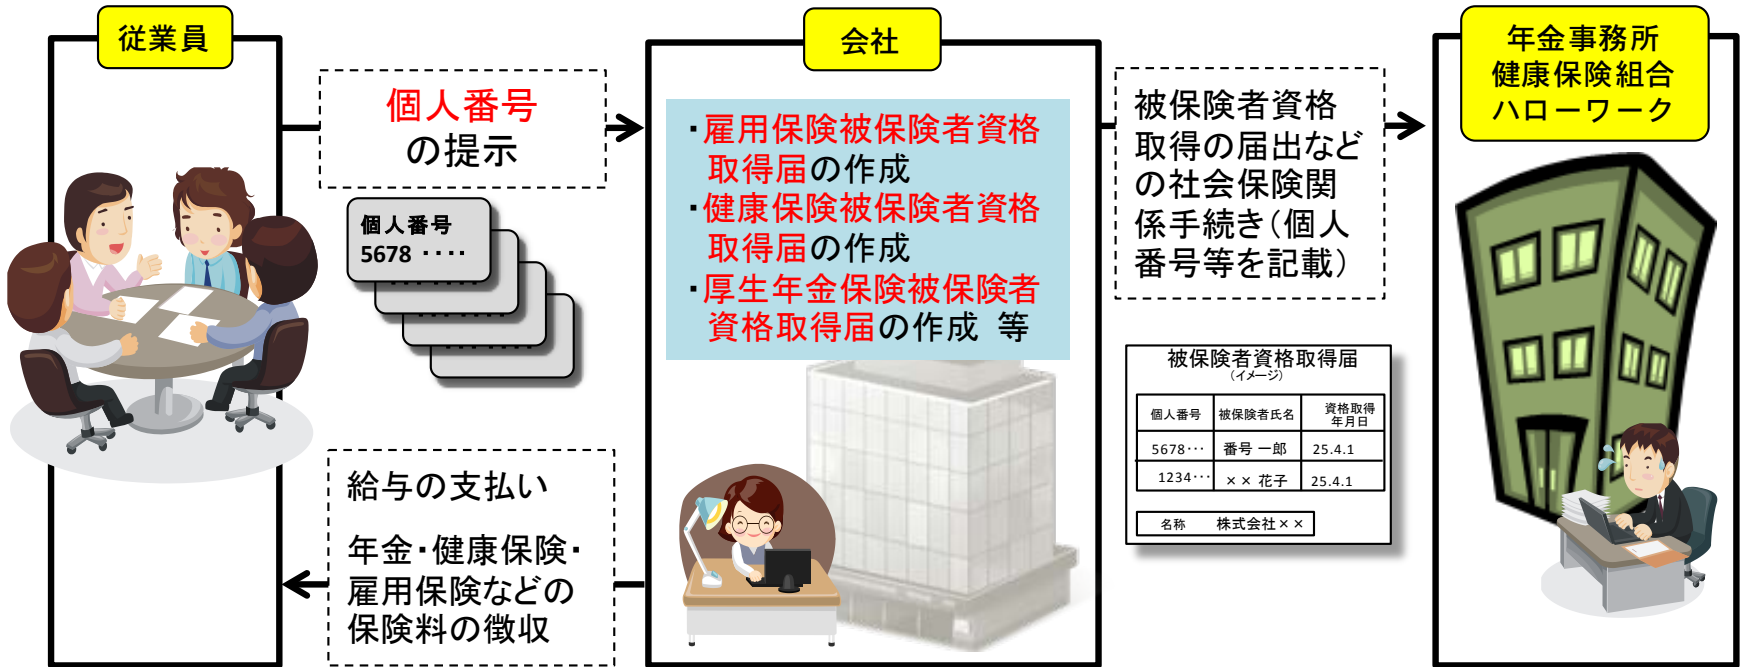 従業員
会社
年金事務所
健康保険組合
ハローワーク
個人番号
の提示
個人番号
5678 ‥‥
・雇用保険被保険者資格
取得届の作成
・健康保険被保険者資格
取得届の作成
・厚生年金保険被保険者
資格取得届の作成 等
被保険者資格
取得の届出など
の社会保険関
係手続き(個人
番号等を記載)
被保険者資格取得届
(イメージ)
個人番号 被保険者氏名 資格取得
年月日
5678‥‥ 番号 一郎 25.4.1
1234‥‥ ×× 花子 25.4.1
名称 株式会社××
給与の支払い
年金・健康保険・
雇用保険などの
保険料の徴収